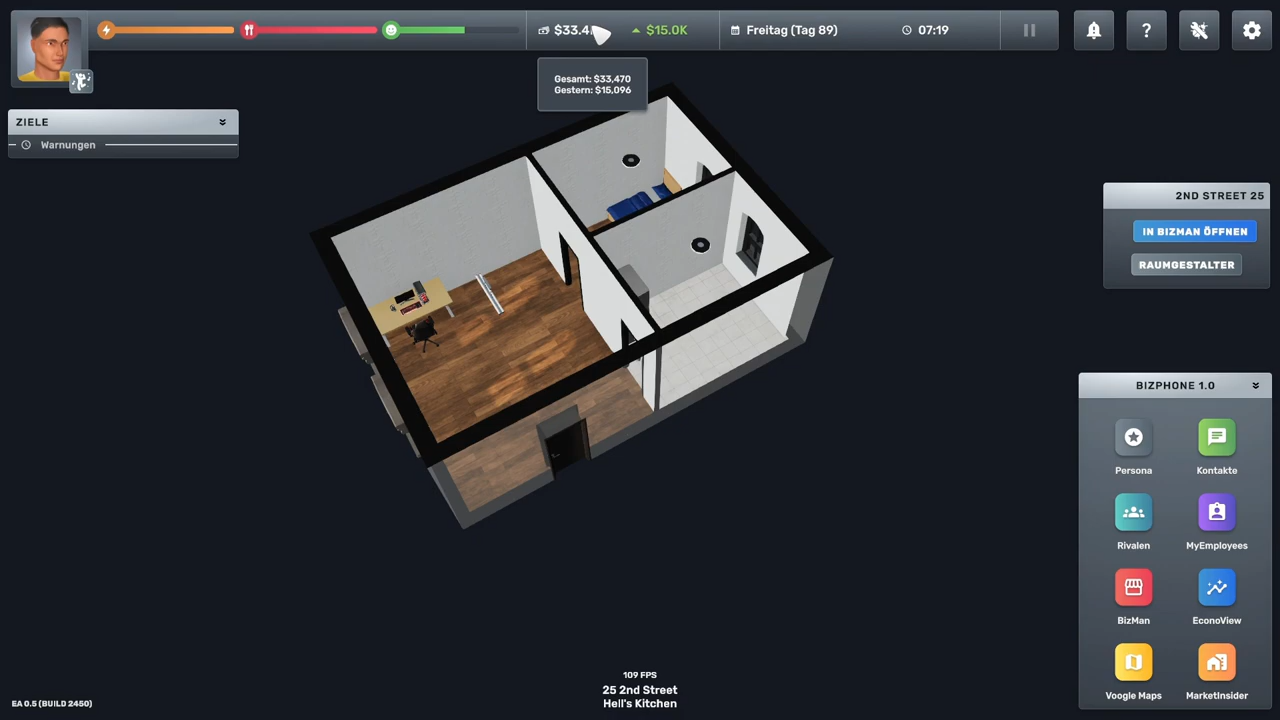 $33.4
$15.0K
Freitag (Tag 89)
07:19
?
Gesamt: $33,470
Gestern: $15,096
ZIELE
Warnungen
2ND STREET 25
IN BIZMAN ÖFFNEN
RAUMGESTALTER
BIZPHONE 1.0
Persona
Kontakte
Rivalen
MyEmployees
BizMan
EconoView
Voogle Maps
MarketInsider
109 FPS
25 2nd Street
Hell's Kitchen
EA 0.5 (BUILD 2450)